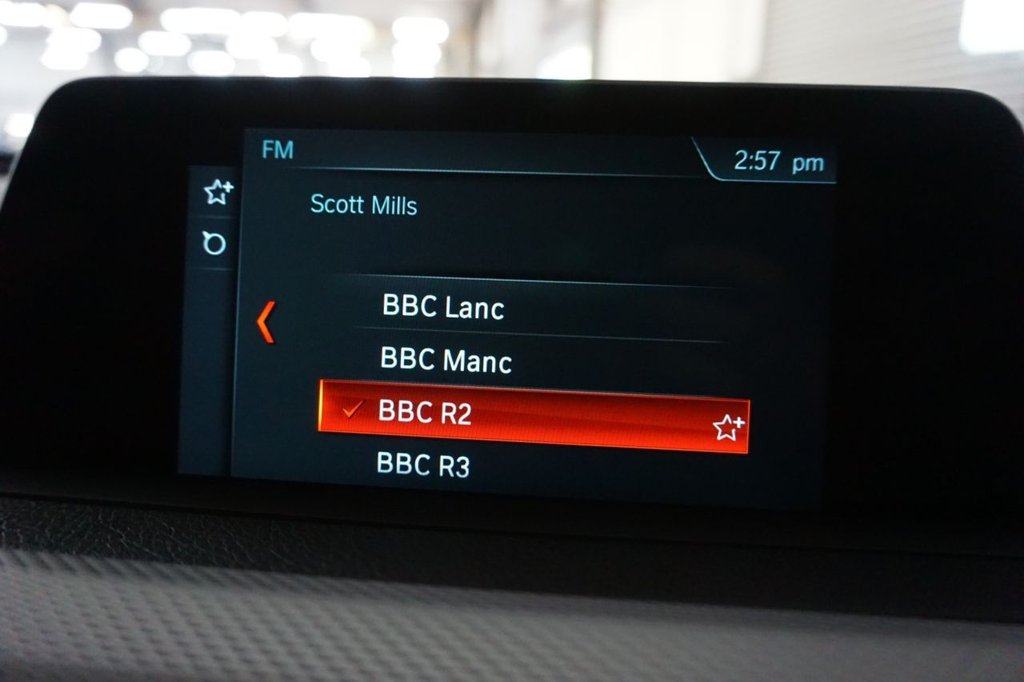 FM
2:57 pm
Scott Mills
BBC Lanc
BBC Manc
BBC R2
BBC R3